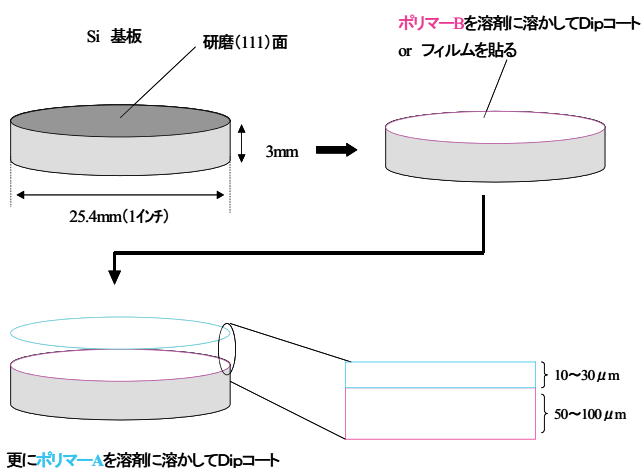 Si 基板
研磨(111)面
3mm
25.4mm(1インチ)
ポリマーBを溶剤に溶かしてDipコート
or フィルムを貼る
10～30μm
50～100μm
更にポリマーAを溶剤に溶かしてDipコート